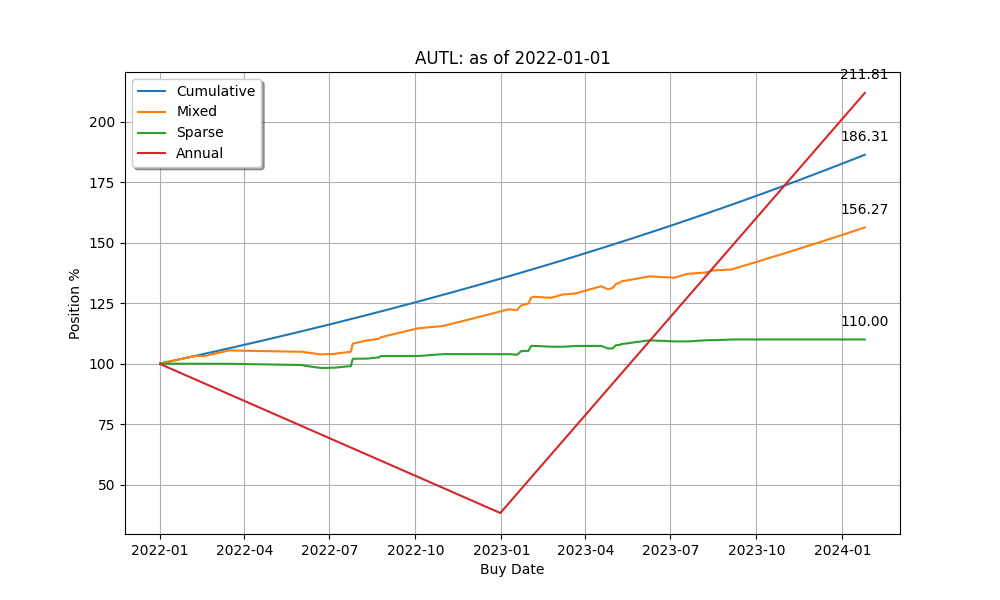 AUTL: as of 2022-01-01
Cumulative
Mixed
Sparse
Annual
211.81
186.31
156.27
110.00
200
175
150
125
100
75
50
Position %
2022-01
2022-04
2022-07
2022-10
2023-01
2023-04
2023-07
2023-10
2024-01
Buy Date